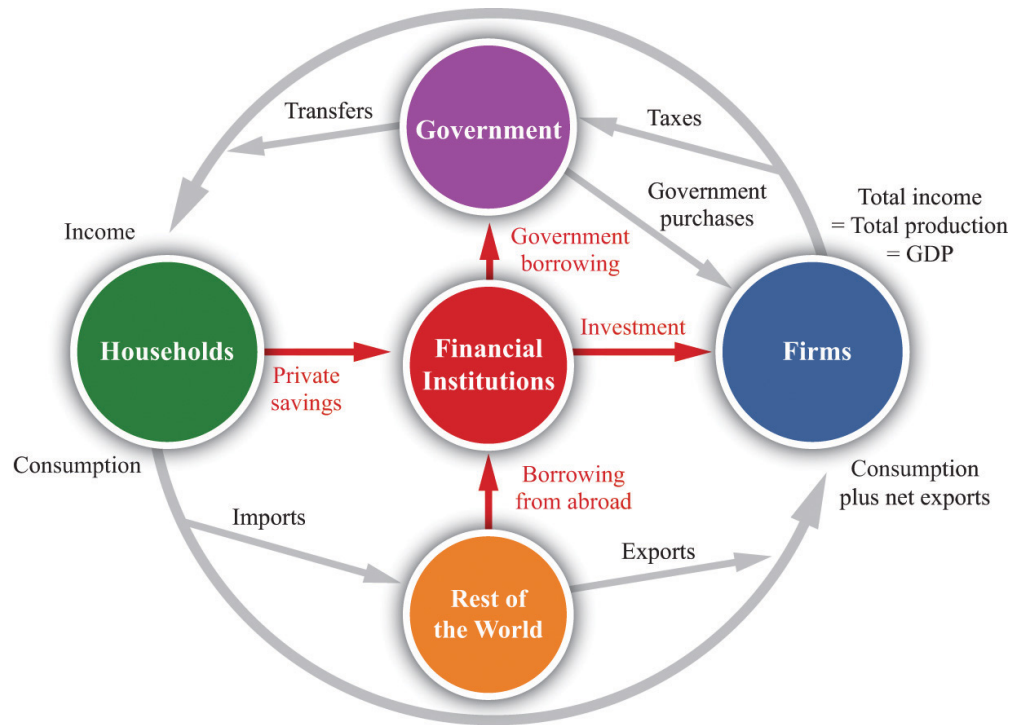 Transfers
Government
Taxes
Government
purchases
Total income
= Total production
= GDP
Income
Government
borrowing
Households
Private
savings
Financial
Institutions
Investment
Firms
Consumption
Borrowing
from abroad
Consumption
plus net exports
Imports
Exports
Rest of
the World